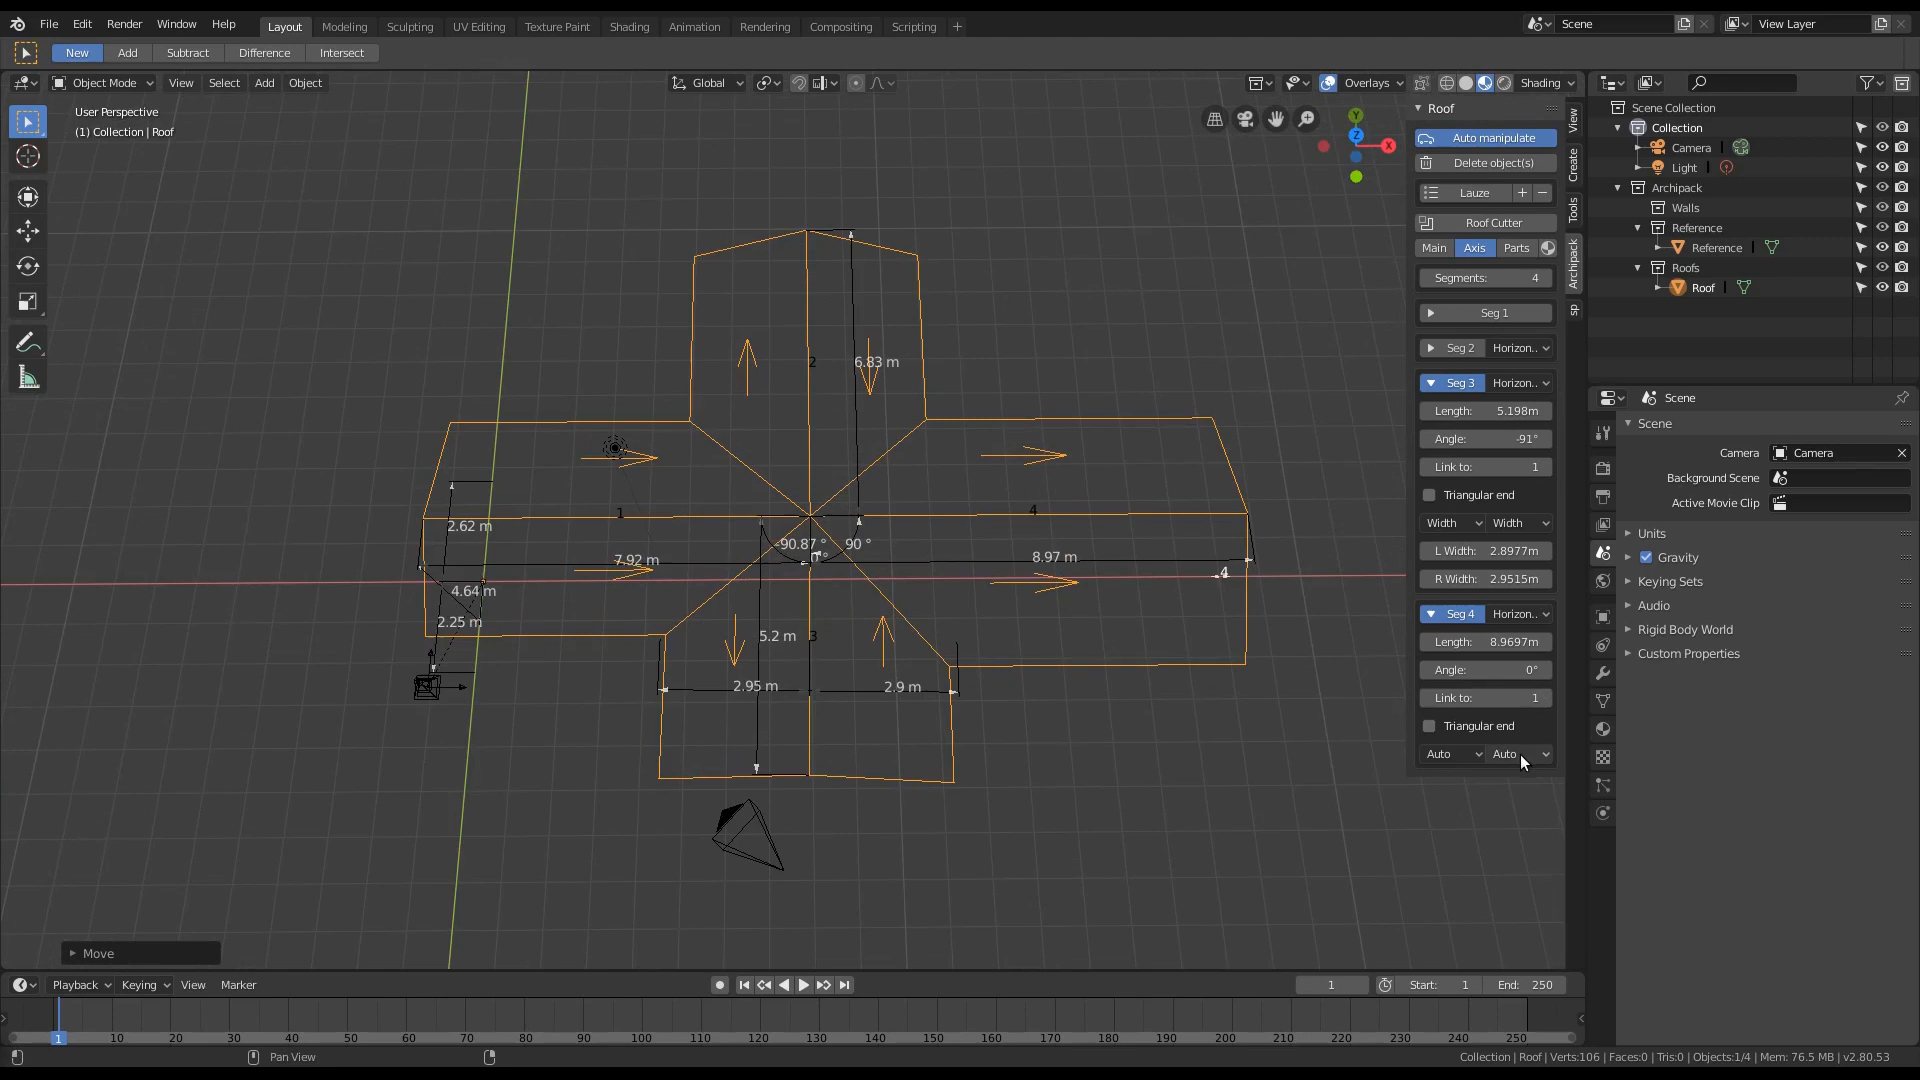 File Edit Render Window Help Layout Modeling Sculpting UV Editing Texture Paint Shading Animation Rendering Compositing Scripting + Scene View Layer
New Add Subtract Difference Intersect
Object Mode View Select Add Object Global Overlays Shading
User Perspective
(1) Collection | Roof
Y
Z
X
2
6.83 m
1
4
2.62 m
-90.87 ° 90 °
0°
7.92 m
8.97 m
4
4.64 m
2.25 m
5.2 m
3
2.95 m
2.9 m
Move
Roof
Auto manipulate
Delete object(s)
Lauze + −
Roof Cutter
Main Axis Parts
Segments: 4
Seg 1
Seg 2 Horizon..
Seg 3 Horizon..
Length: 5.198m
Angle: -91°
Link to: 1
Triangular end
Width Width
L Width: 2.8977m
R Width: 2.9515m
Seg 4 Horizon..
Length: 8.9697m
Angle: 0°
Link to: 1
Triangular end
Auto Auto
View
Create
Tools
Archipack
sp
Scene Collection
Collection
Camera
Light
Archipack
Walls
Reference
Reference
Roofs
Roof
Scene
Scene
Camera Camera
Background Scene
Active Movie Clip
Units
Gravity
Keying Sets
Audio
Rigid Body World
Custom Properties
Playback Keying View Marker 1 Start: 1 End: 250
1 10 20 30 40 50 60 70 80 90 100 110 120 130 140 150 160 170 180 190 200 210 220 230 240 250
Pan View
Collection | Roof | Verts:106 | Faces:0 | Tris:0 | Objects:1/4 | Mem: 76.5 MB | v2.80.53